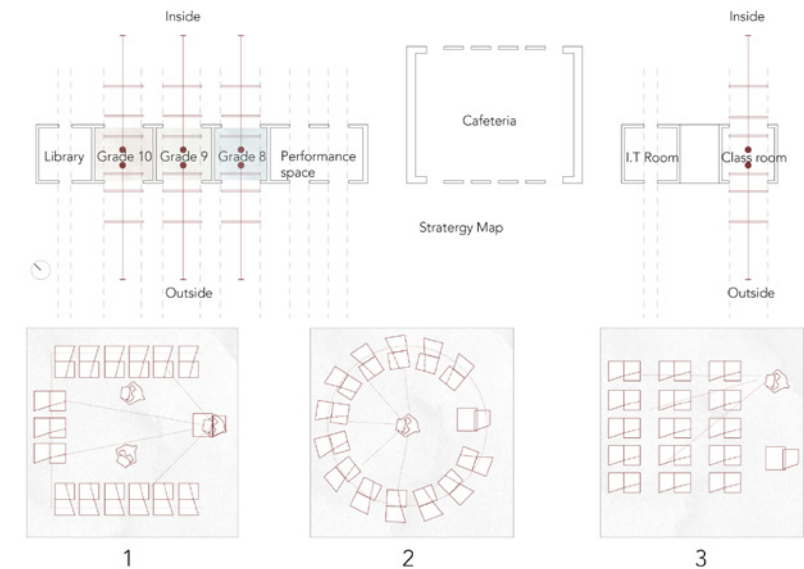 Inside
Inside
Cafeteria
Library
Grade 10
Grade 9
Grade 8
Performance
space
I.T Room
Class room
Stratergy Map
Outside
Outside
1
2
3